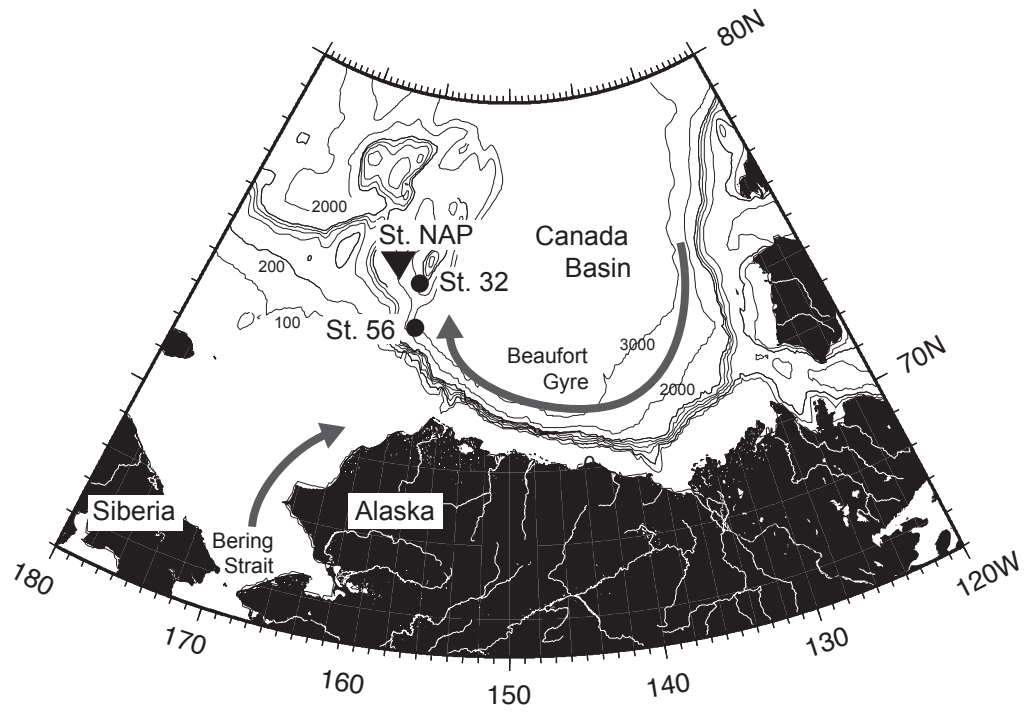 80N
2000
St. NAP
Canada
Basin
200
St. 32
100
St. 56
Beaufort
Gyre
3000
2000
70N
Siberia
Alaska
Bering
Strait
180
170
160
150
140
130
120W